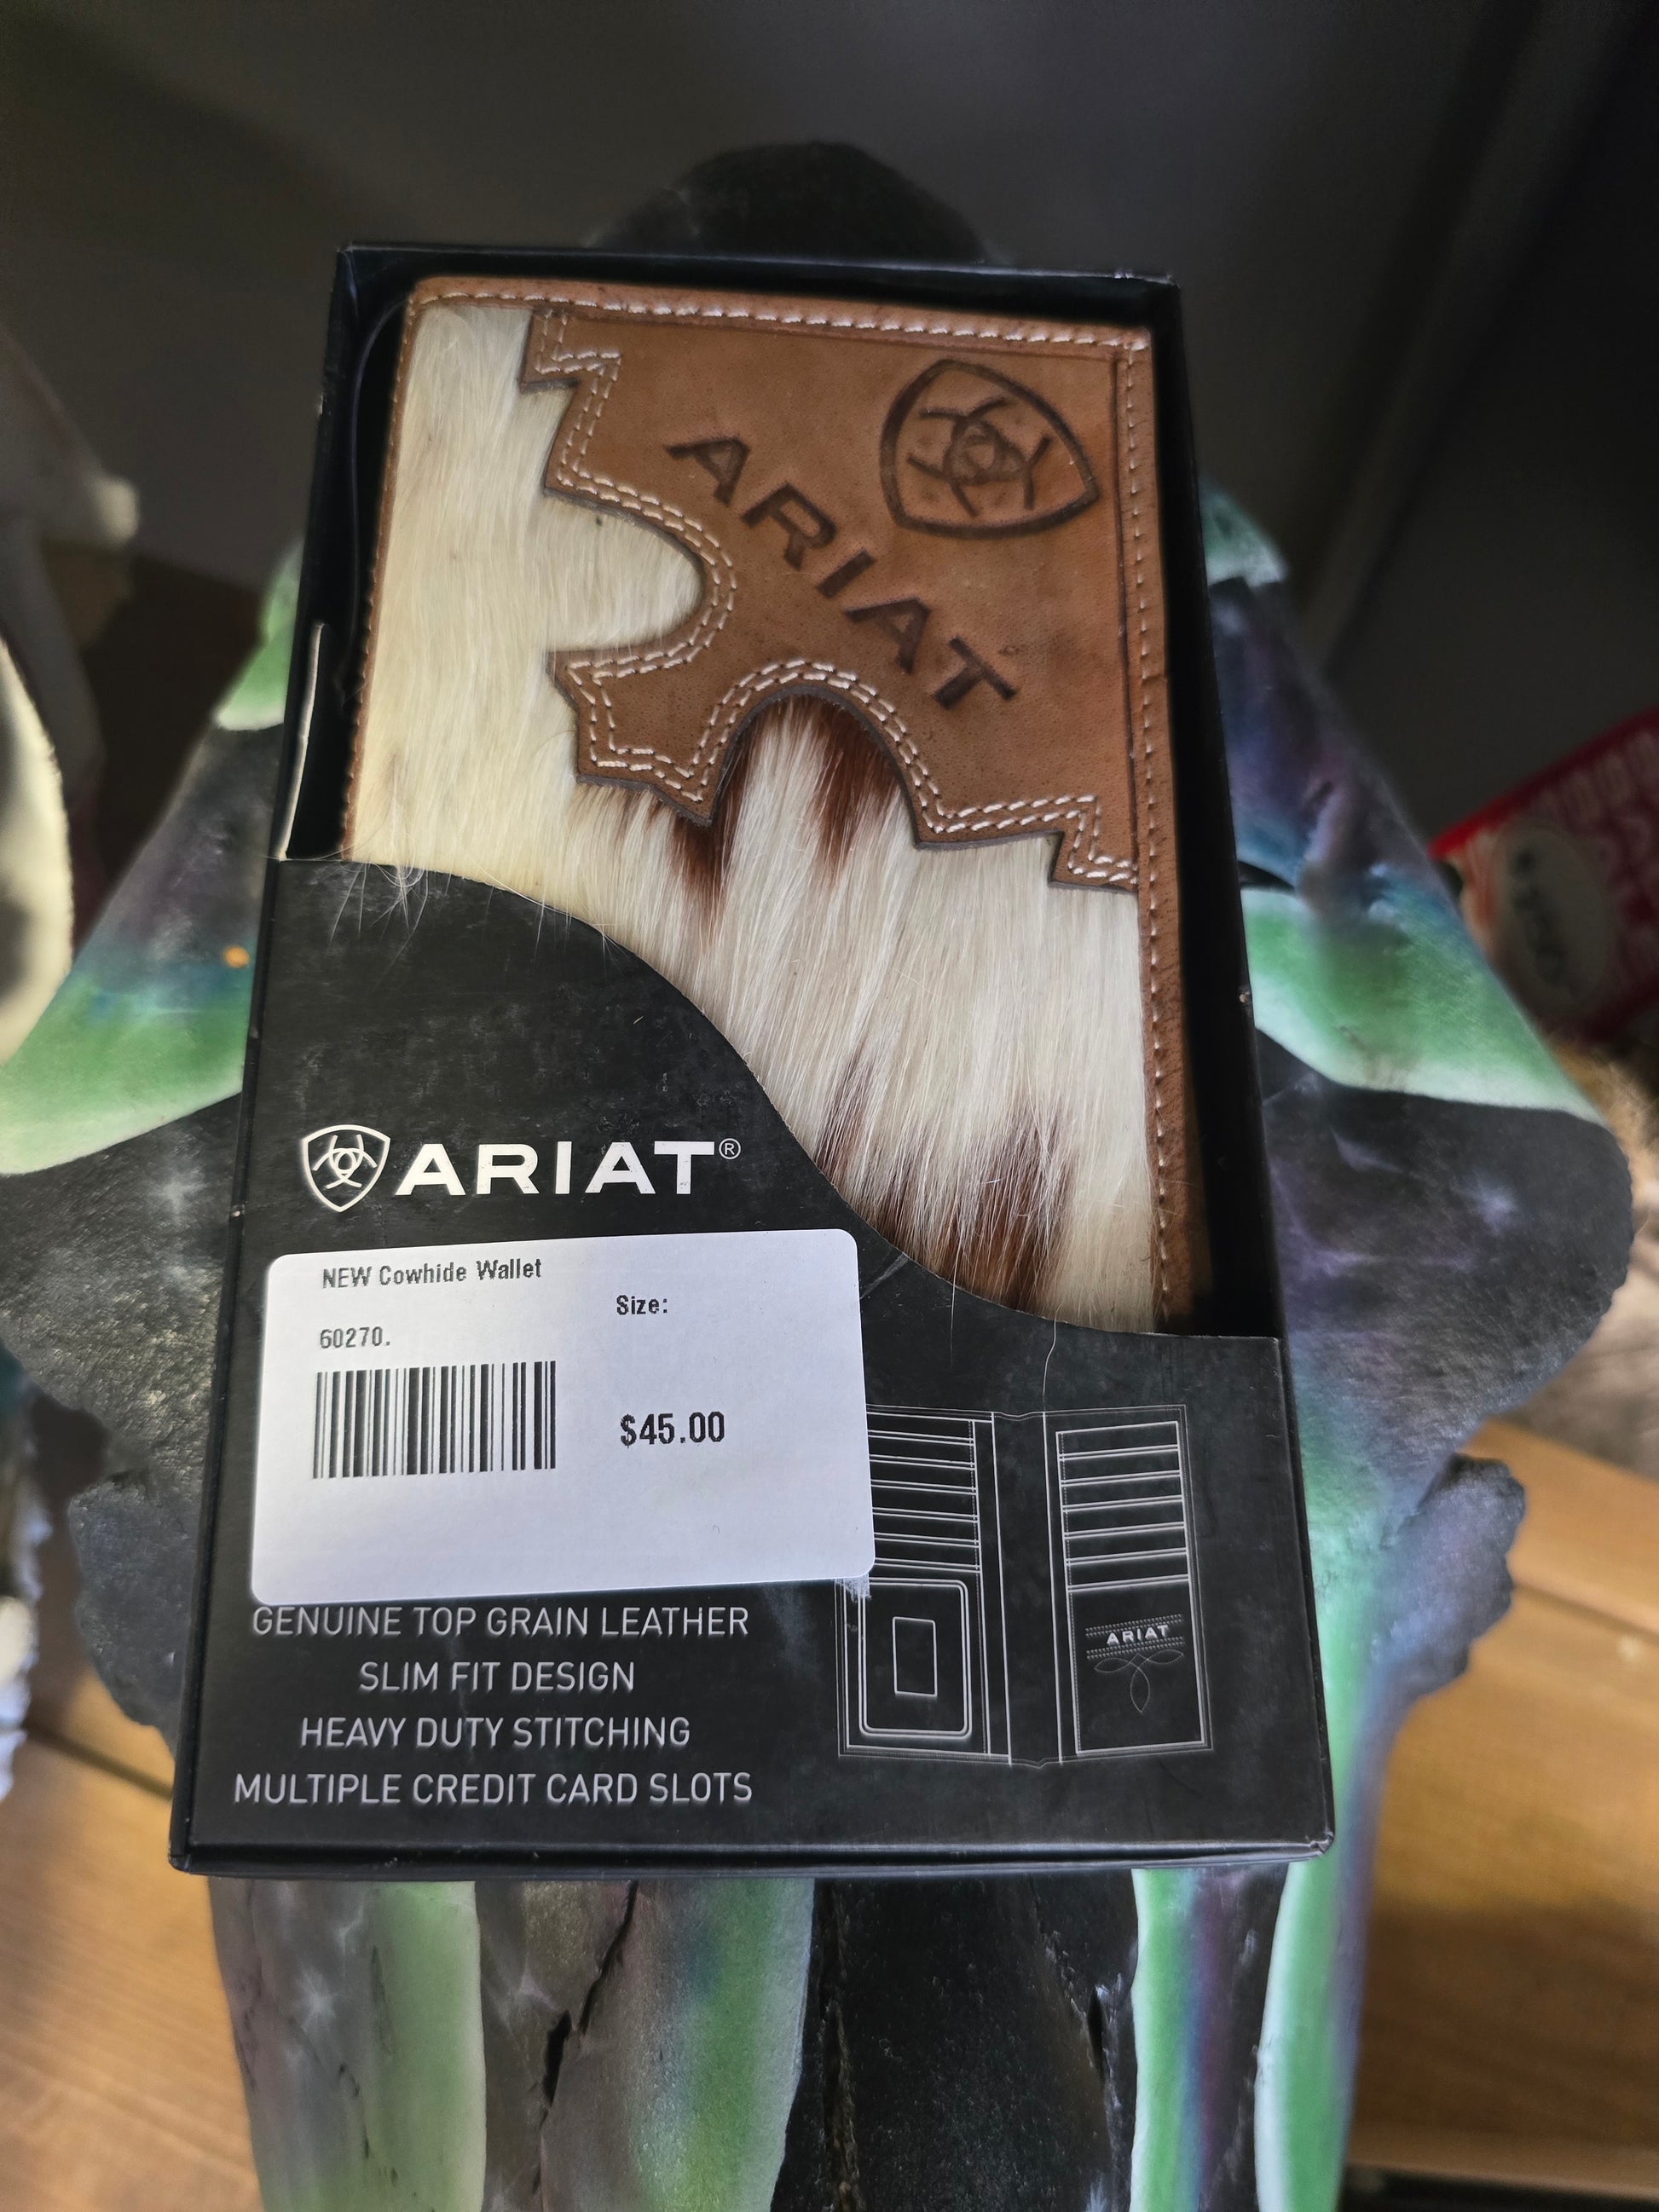 ARIAT
ARIAT®
NEW Cowhide Wallet
Size:
60270.
$45.00
ARIAT
GENUINE TOP GRAIN LEATHER
SLIM FIT DESIGN
HEAVY DUTY STITCHING
MULTIPLE CREDIT CARD SLOTS